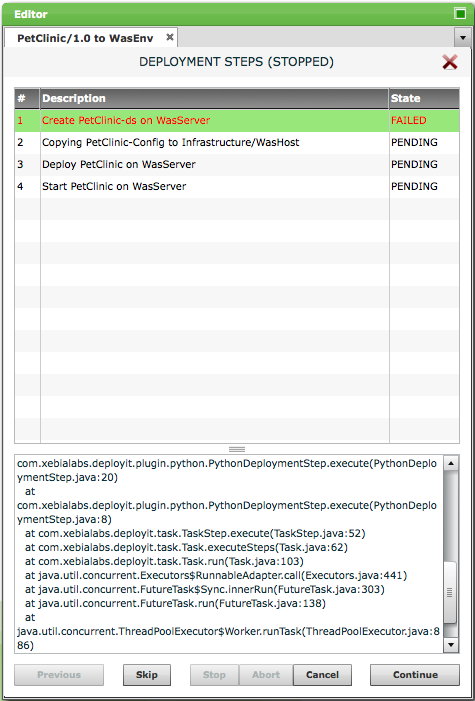 Editor
PetClinic/1.0 to WasEnv
DEPLOYMENT STEPS (STOPPED)
# Description State
1 Create PetClinic-ds on WasServer FAILED
2 Copying PetClinic-Config to Infrastructure/WasHost PENDING
3 Deploy PetClinic on WasServer PENDING
4 Start PetClinic on WasServer PENDING
com.xebialabs.deployit.plugin.python.PythonDeploymentStep.execute(PythonDeplo
ymentStep.java:20)
at
com.xebialabs.deployit.plugin.python.PythonDeploymentStep.execute(PythonDeplo
ymentStep.java:8)
at com.xebialabs.deployit.task.TaskStep.execute(TaskStep.java:52)
at com.xebialabs.deployit.task.Task.executeSteps(Task.java:62)
at com.xebialabs.deployit.task.Task.run(Task.java:103)
at java.util.concurrent.Executors$RunnableAdapter.call(Executors.java:441)
at java.util.concurrent.FutureTask$Sync.innerRun(FutureTask.java:303)
at java.util.concurrent.FutureTask.run(FutureTask.java:138)
at
java.util.concurrent.ThreadPoolExecutor$Worker.runTask(ThreadPoolExecutor.java:8
86)
Previous Skip Stop Abort Cancel Continue